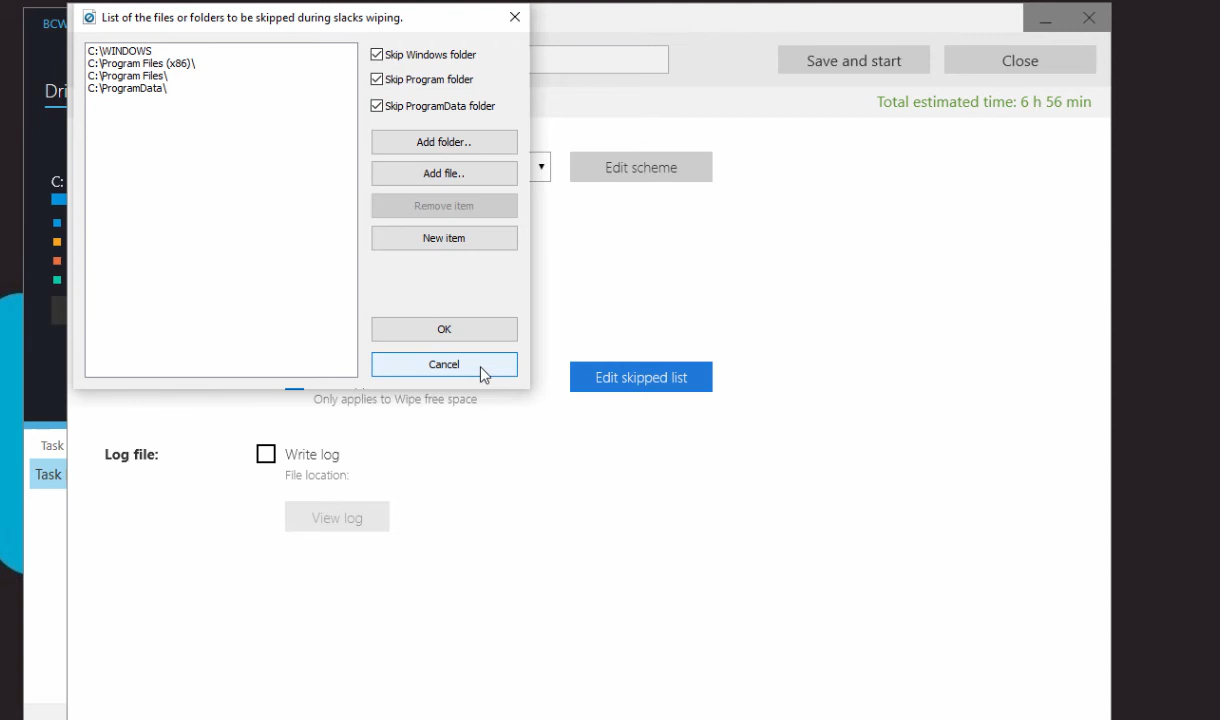 BCW
List of the files or folders to be skipped during slacks wiping.
C:\WINDOWS
C:\Program Files (x86)\
C:\Program Files\
C:\ProgramData\
Skip Windows folder
Skip Program folder
Skip ProgramData folder
Add folder..
Add file..
Remove item
New item
OK
Cancel
Save and start
Close
Total estimated time: 6 h 56 min
Dri
Edit scheme
C:
Edit skipped list
Only applies to Wipe free space
Task
Task
Log file:
Write log
File location:
View log